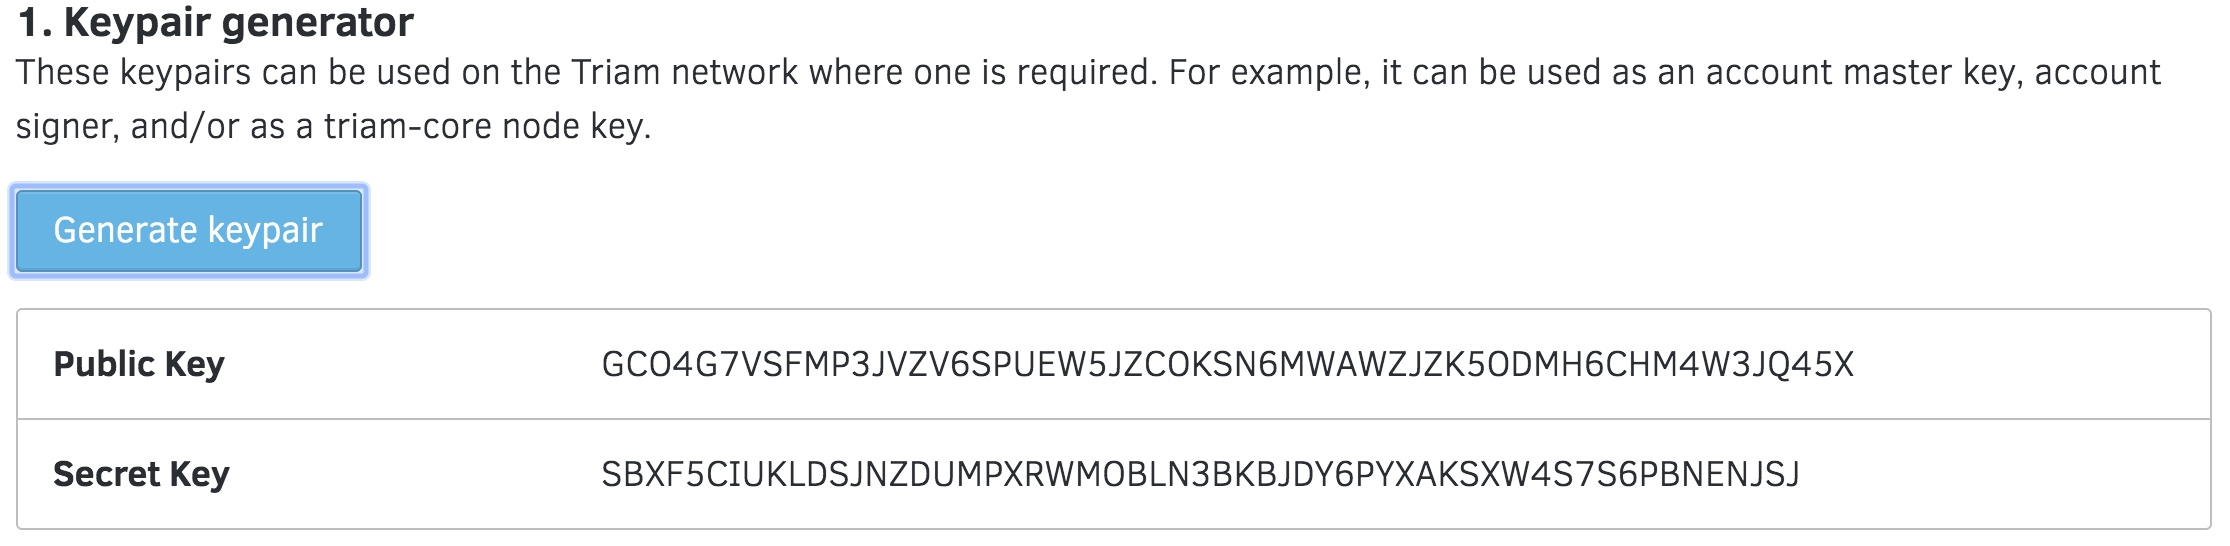 1. Keypair generator
These keypairs can be used on the Triam network where one is required. For example, it can be used as an account master key, account
signer, and/or as a triam-core node key.
Generate keypair
Public Key GCO4G7VSFMP3JVZV6SPUEW5JZCOKSN6MWAWZJZK5ODMH6CHM4W3JQ45X
Secret Key SBXF5CIUKLDSJNZDUMPXRWMOBLN3BKBJDY6PYXAKSXW4S7S6PBNENJSJ